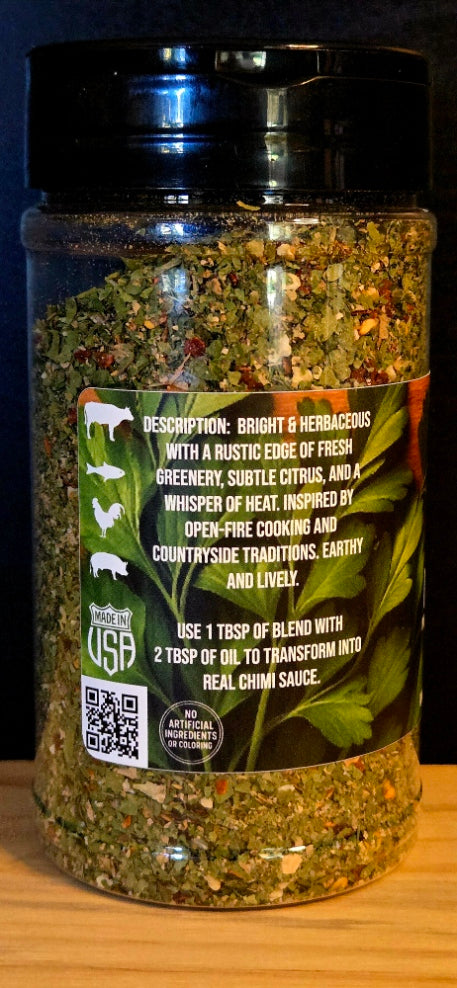 DESCRIPTION: BRIGHT & HERBACEOUS
WITH A RUSTIC EDGE OF FRESH
GREENERY, SUBTLE CITRUS, AND A
WHISPER OF HEAT. INSPIRED BY
OPEN-FIRE COOKING AND
COUNTRYSIDE TRADITIONS. EARTHY
AND LIVELY.
USE 1 TBSP OF BLEND WITH
2 TBSP OF OIL TO TRANSFORM INTO
REAL CHIMI SAUCE.
MADE IN
USA
NO
ARTIFICIAL
INGREDIENTS
OR COLORING